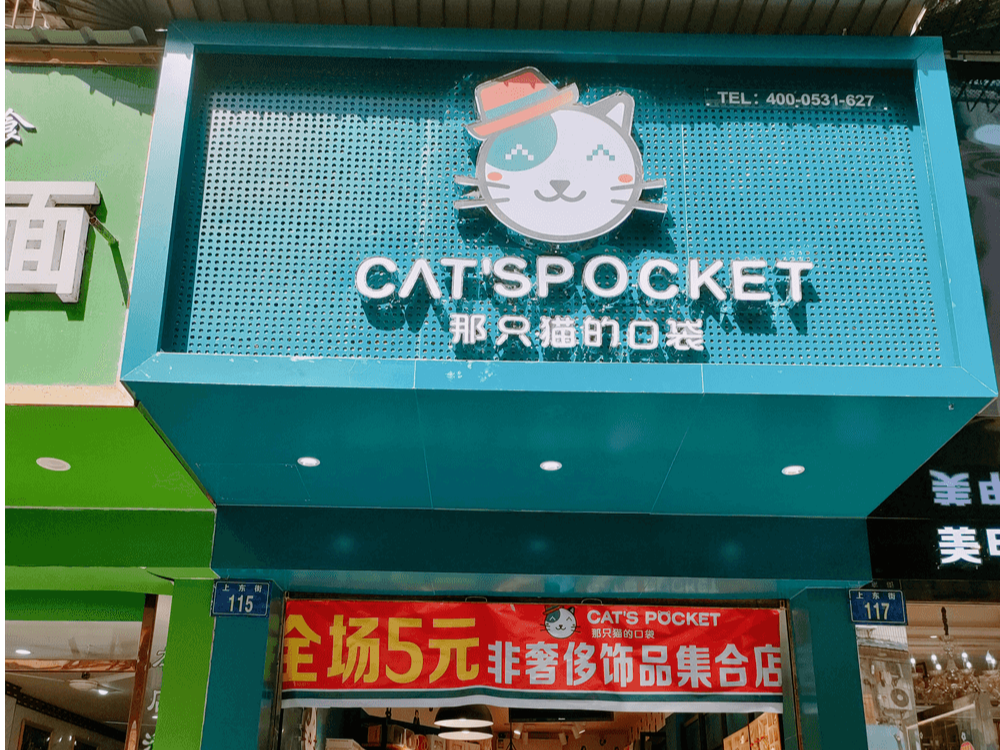 TEL: 400-0531-627
CAT'SPOCKET
那只猫的口袋
面
美甲
上东街
115
上东街
117
CAT'S POCKET
那只猫的口袋
全场5元
非奢侈饰品集合店